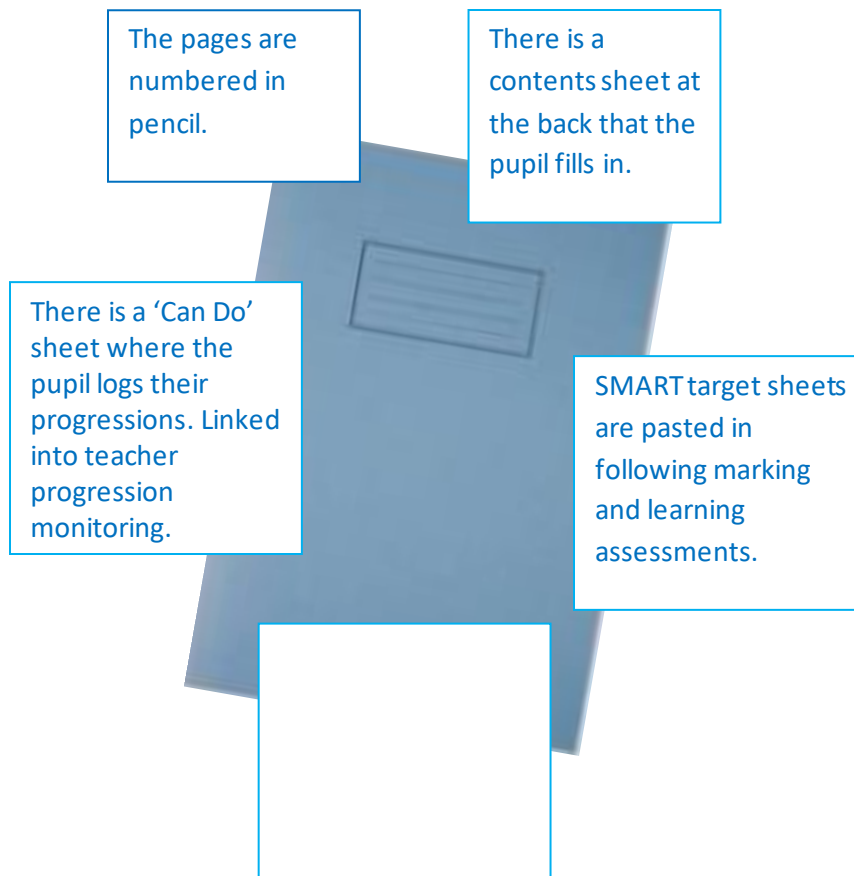 The pages are
numbered in
pencil.
There is a
contents sheet at
the back that the
pupil fills in.
There is a ‘Can Do’
sheet where the
pupil logs their
progressions. Linked
into teacher
progression
monitoring.
SMART target sheets
are pasted in
following marking
and learning
assessments.